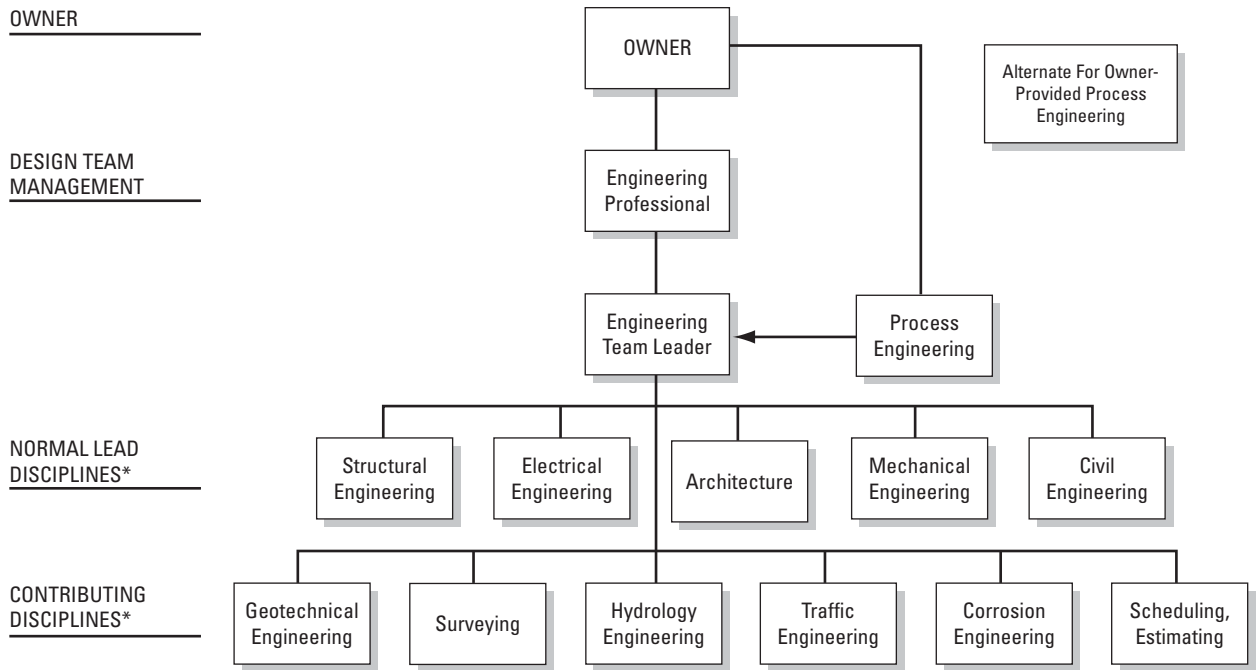 OWNER
OWNER
Alternate For Owner-
Provided Process
Engineering
DESIGN TEAM
MANAGEMENT
Engineering
Professional
Engineering
Team Leader
Process
Engineering
NORMAL LEAD
DISCIPLINES*
Structural
Engineering
Electrical
Engineering
Architecture
Mechanical
Engineering
Civil
Engineering
CONTRIBUTING
DISCIPLINES*
Geotechnical
Engineering
Surveying
Hydrology
Engineering
Traffic
Engineering
Corrosion
Engineering
Scheduling,
Estimating